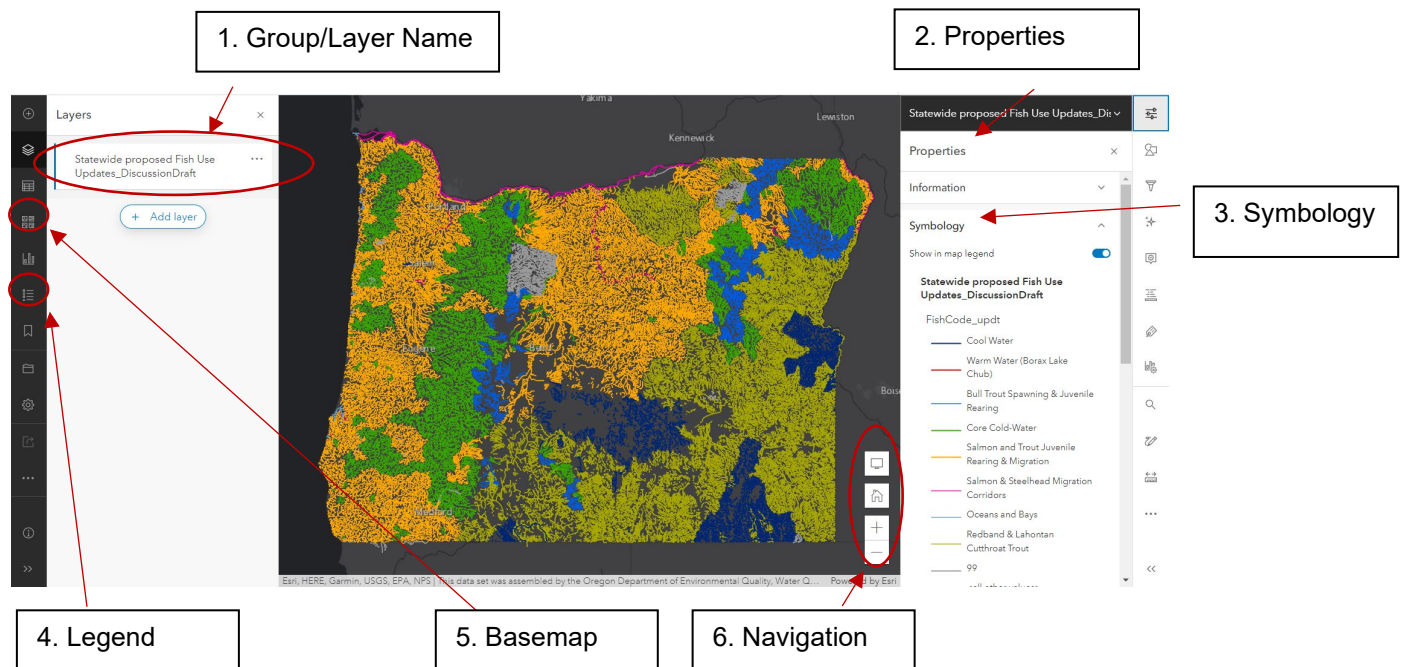 1. Group/Layer Name
2. Properties
Layers
Statewide proposed Fish Use
Updates_DiscussionDraft
+ Add layer
Yakima
Lewiston
Kennewick
Portland
Salem
Eugene
Bend
Medford
Esri, HERE, Garmin, USGS, EPA, NPS | This data set was assembled by the Oregon Department of Environmental Quality, Water Q...
Powered by Esri
Statewide proposed Fish Use Updates_Dis
Properties
Information
Symbology
Show in map legend
Statewide proposed Fish Use
Updates_DiscussionDraft
FishCode_updt
Cool Water
Warm Water (Borax Lake
Chub)
Bull Trout Spawning & Juvenile
Rearing
Core Cold-Water
Salmon and Trout Juvenile
Rearing & Migration
Salmon & Steelhead Migration
Corridors
Oceans and Bays
Redband & Lahontan
Cutthroat Trout
99
3. Symbology
4. Legend
5. Basemap
6. Navigation